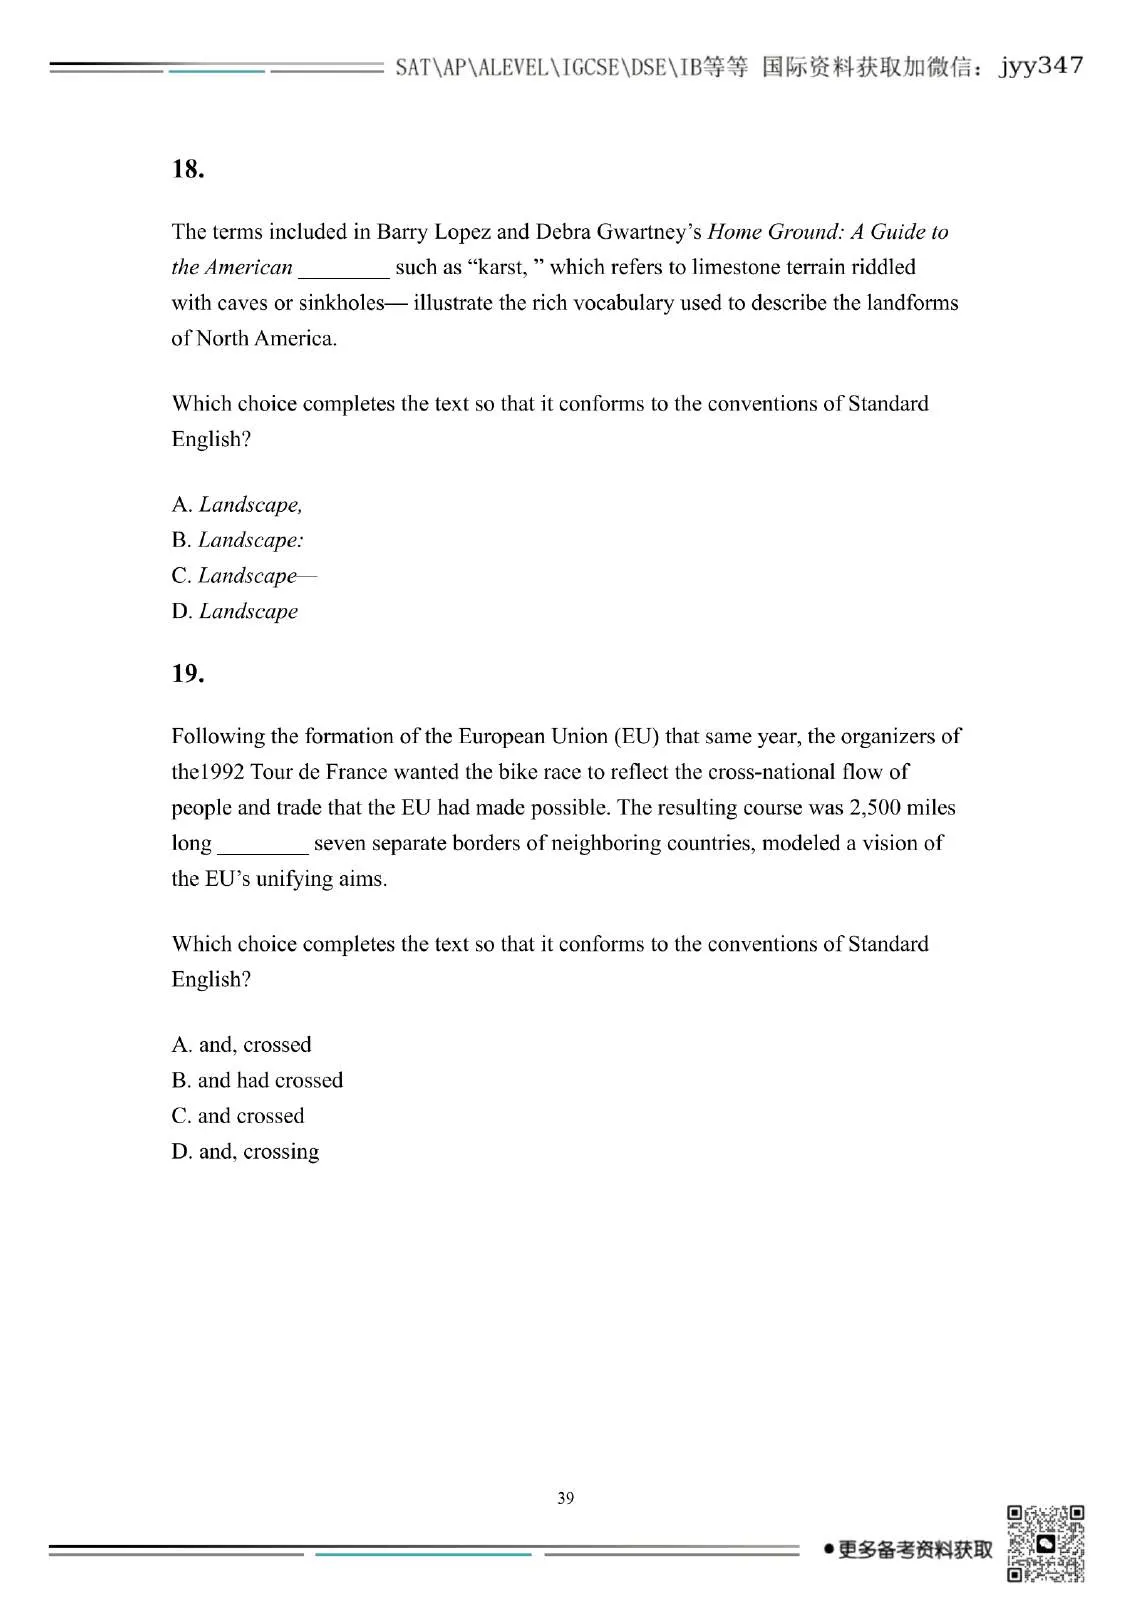 SAT\AP\ALEVEL\IGCSE\DSE\IB等等 国际资料获取加微信：jyy347
18.
The terms included in Barry Lopez and Debra Gwartney’s Home Ground: A Guide to
the American ________ such as “karst, ” which refers to limestone terrain riddled
with caves or sinkholes— illustrate the rich vocabulary used to describe the landforms
of North America.
Which choice completes the text so that it conforms to the conventions of Standard
English?
A. Landscape,
B. Landscape:
C. Landscape—
D. Landscape
19.
Following the formation of the European Union (EU) that same year, the organizers of
the1992 Tour de France wanted the bike race to reflect the cross-national flow of
people and trade that the EU had made possible. The resulting course was 2,500 miles
long ________ seven separate borders of neighboring countries, modeled a vision of
the EU’s unifying aims.
Which choice completes the text so that it conforms to the conventions of Standard
English?
A. and, crossed
B. and had crossed
C. and crossed
D. and, crossing
39
●更多备考资料获取